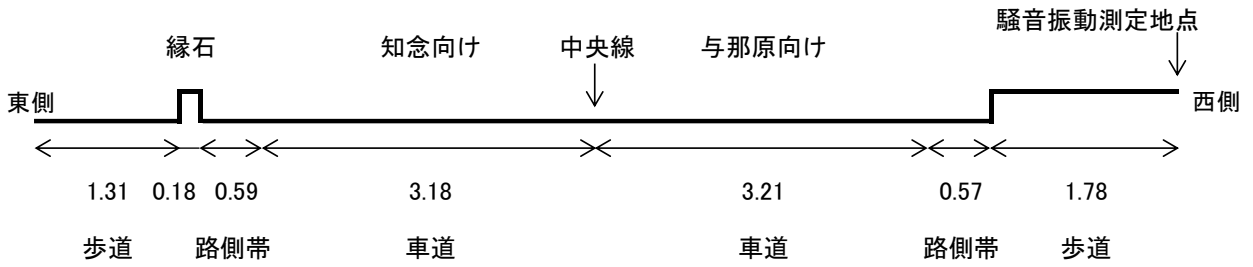 騒音振動測定地点
縁石 知念向け 中央線 与那原向け
東側 西側
1.31 0.18 0.59 3.18 3.21 0.57 1.78
歩道 路側帯 車道 車道 路側帯 歩道